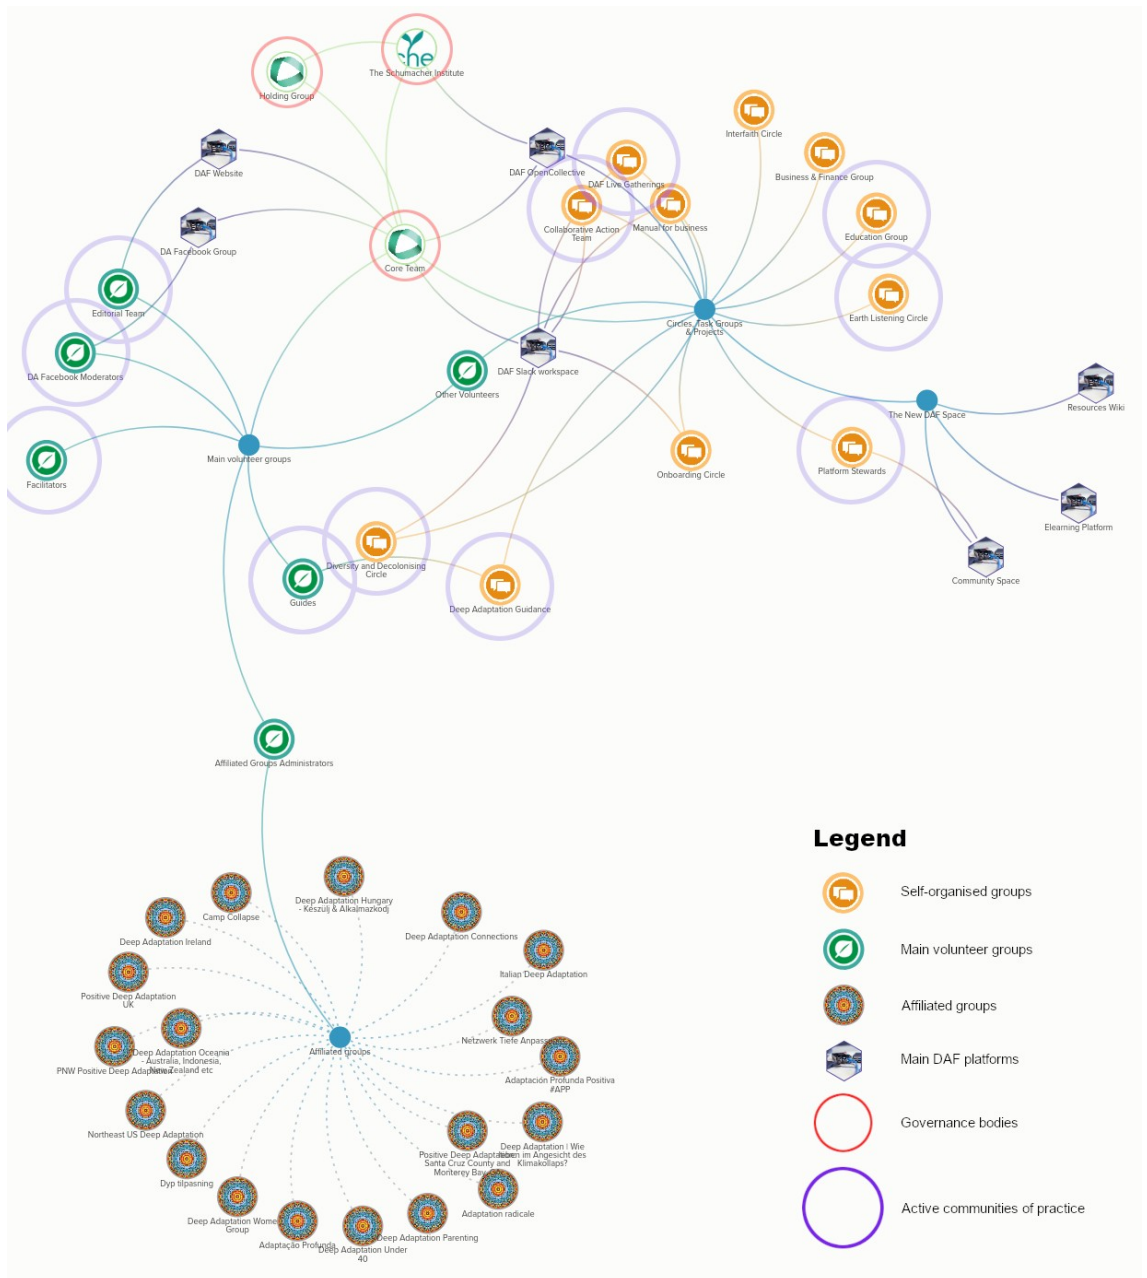 che
The Schumacher Institute
Holding Group
Interfaith Circle
DAF Website
DAF OpenCollective
Business & Finance Group
DAF Live Gatherings
Collaborative Action
Team
Manual for business
Education Group
DA Facebook Group
Core Team
Editorial Team
Earth Listening Circle
Circles, Task Groups
& Projects
DA Facebook Moderators
DAF Slack workspace
Other Volunteers
The New DAF Space
Resources Wiki
Main volunteer groups
Facilitators
Onboarding Circle
Platform Stewards
Elearning Platform
Diversity and Decolonising
Circle
Guides
Deep Adaptation Guidance
Community Space
Affiliated Groups Administrators
Legend
Self-organised groups
Main volunteer groups
Affiliated groups
Main DAF platforms
Governance bodies
Active communities of practice
Deep Adaptation Hungary
- Készülj & Alkalmazkodj
Camp Collapse
Deep Adaptation Connections
Deep Adaptation Ireland
Italian Deep Adaptation
Positive Deep Adaptation
UK
Netzwerk Tiefe
Affiliated groups
Deep Adaptation Oceania
- Australia, Indonesia,
New Zealand etc
PNW Positive Deep Adaptation
Adaptación Profunda Positiva
#APP
Northeast US Deep Adaptation
Positive Deep Adaptation
Santa Cruz County and
Monterey Bay
Deep Adaptation | Wie
leben im Angesicht des
Klimakollaps?
Dyp tilpasning
Adaptation radicale
Deep Adaptation
Group
Adaptação Profunda
Deep Adaptation Under
40
Deep Adaptation Parenting